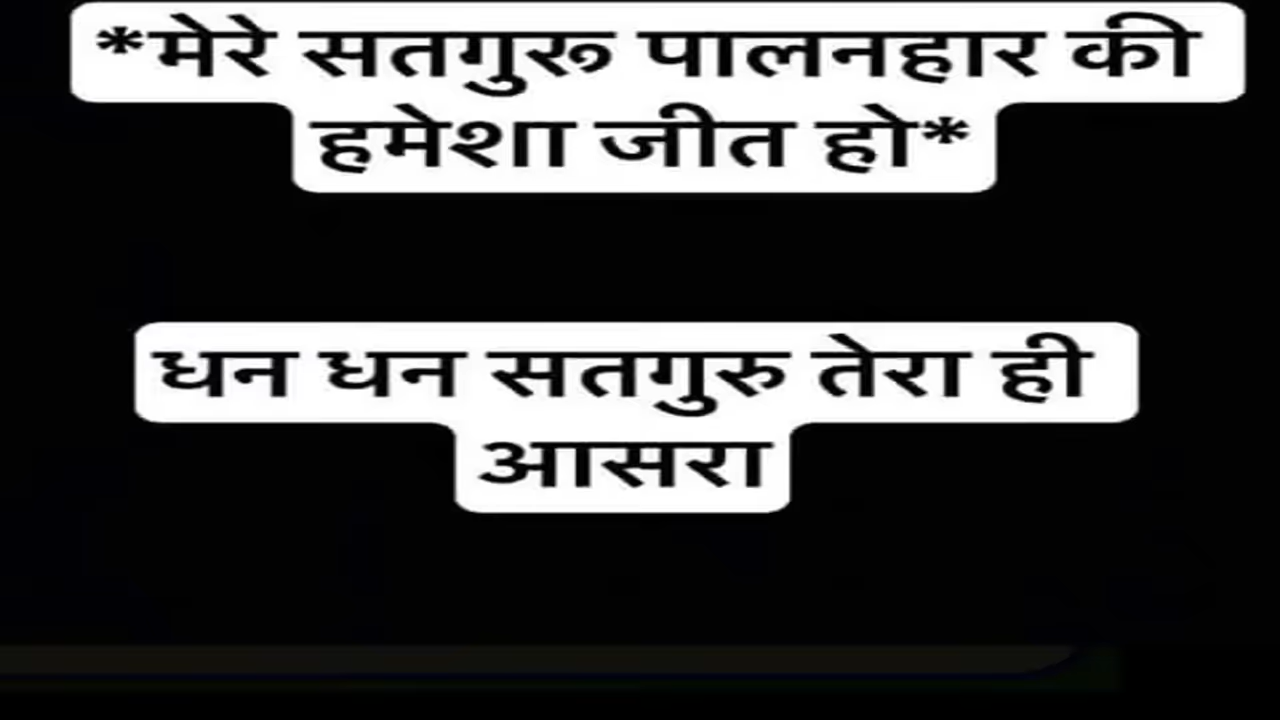 *मेरे सतगुरू पालनहार की
हमेशा जीत हो*
धन धन सतगुरु तेरा ही
आसरा